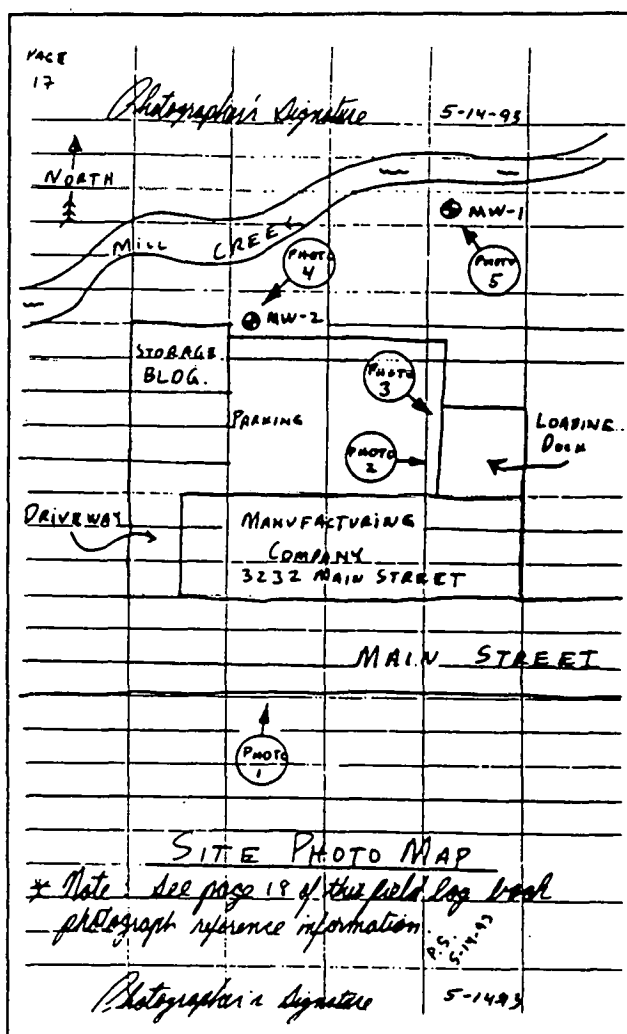 PAGE
17
Photographer's Signature 5-14-93
NORTH
MILL CREEK
PHOTO
4
MW-1
PHOTO
5
MW-2
STORAGE
BLDG.
PHOTO
3
PARKING
LOADING
DOCK
PHOTO
2
DRIVEWAY
MANUFACTURING
COMPANY
3232 MAIN STREET
MAIN STREET
PHOTO
1
SITE PHOTO MAP
* Note: See page 18 of this field log book
photograph reference information.
P.S.
5-14-93
Photographer's Signature 5-14-93